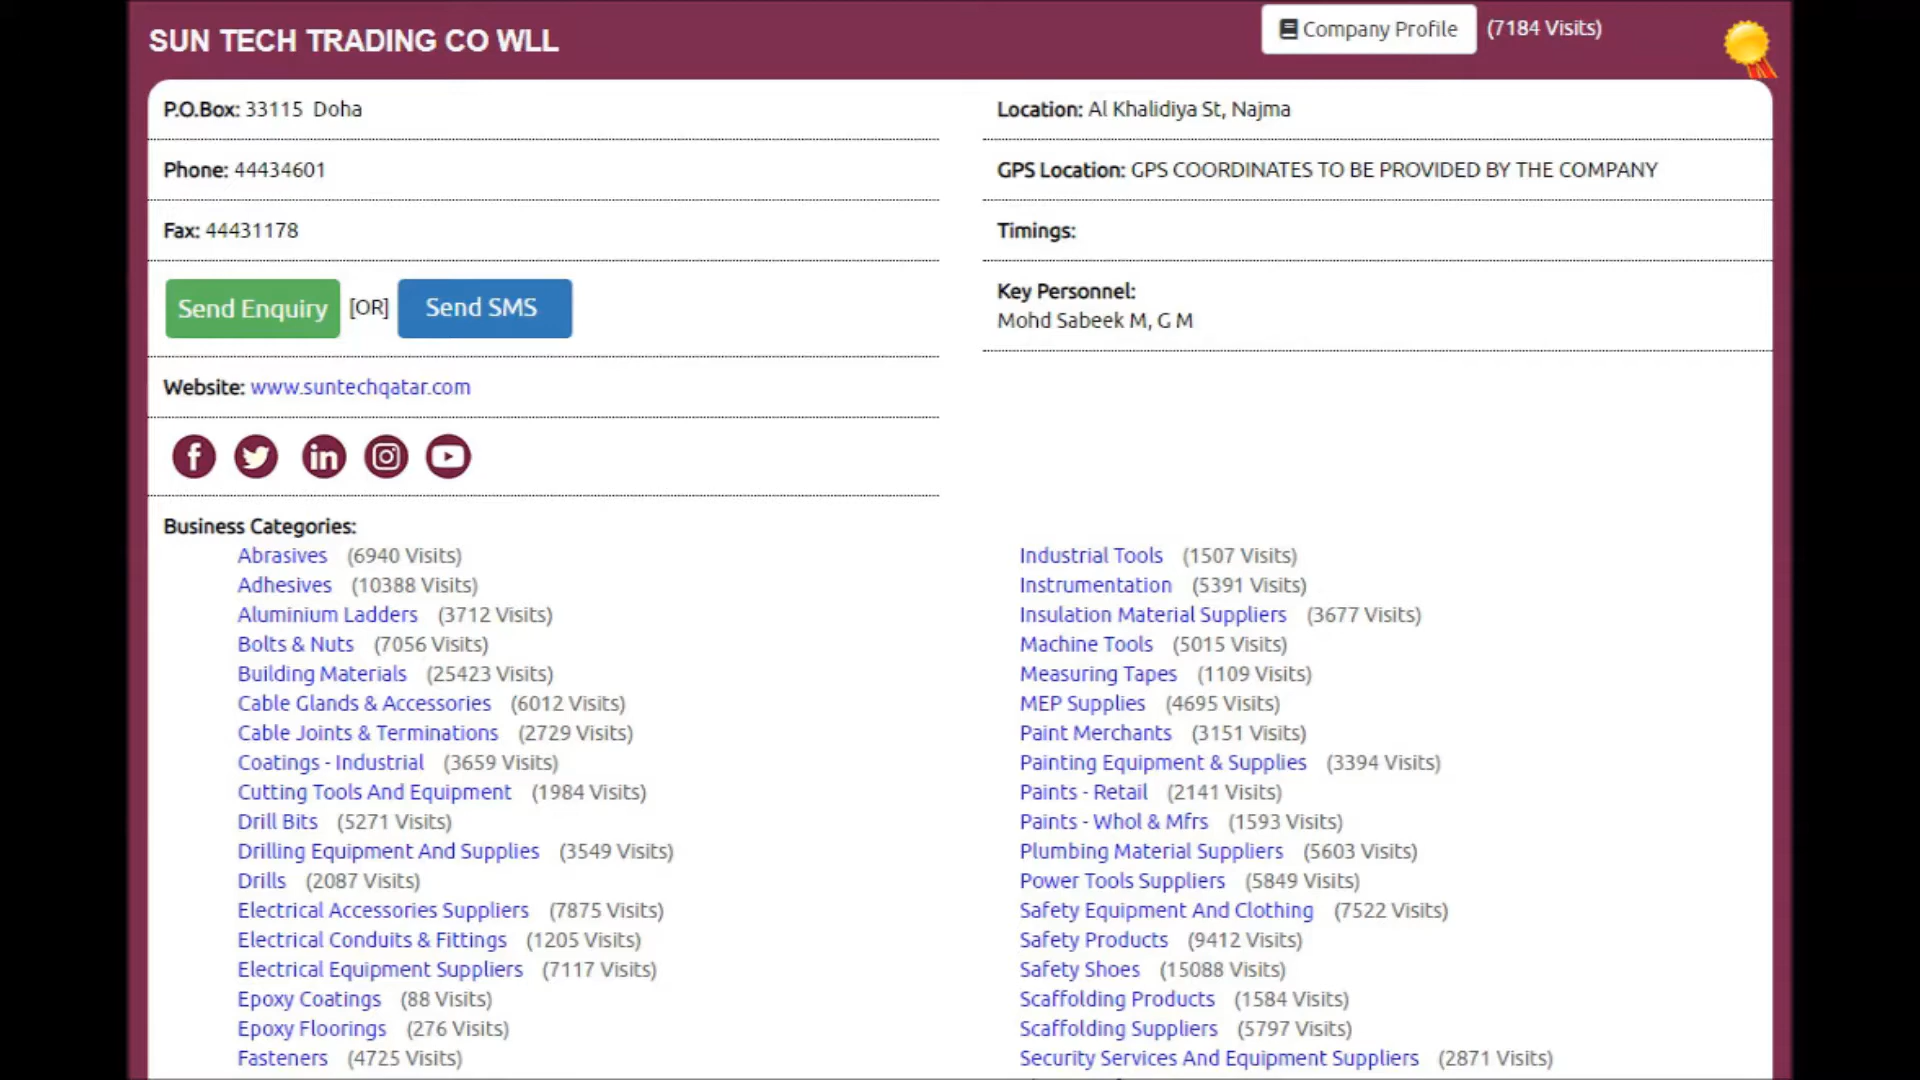 SUN TECH TRADING CO WLL
Company Profile (7184 Visits)
P.O.Box: 33115 Doha
Phone: 44434601
Fax: 44431178
Send Enquiry [OR] Send SMS
Website: www.suntechqatar.com
Location: Al Khalidiya St, Najma
GPS Location: GPS COORDINATES TO BE PROVIDED BY THE COMPANY
Timings:
Key Personnel:
Mohd Sabeek M, G M
Business Categories:
Abrasives (6940 Visits)
Adhesives (10388 Visits)
Aluminium Ladders (3712 Visits)
Bolts & Nuts (7056 Visits)
Building Materials (25423 Visits)
Cable Glands & Accessories (6012 Visits)
Cable Joints & Terminations (2729 Visits)
Coatings - Industrial (3659 Visits)
Cutting Tools And Equipment (1984 Visits)
Drill Bits (5271 Visits)
Drilling Equipment And Supplies (3549 Visits)
Drills (2087 Visits)
Electrical Accessories Suppliers (7875 Visits)
Electrical Conduits & Fittings (1205 Visits)
Electrical Equipment Suppliers (7117 Visits)
Epoxy Coatings (88 Visits)
Epoxy Floorings (276 Visits)
Fasteners (4725 Visits)
Industrial Tools (1507 Visits)
Instrumentation (5391 Visits)
Insulation Material Suppliers (3677 Visits)
Machine Tools (5015 Visits)
Measuring Tapes (1109 Visits)
MEP Supplies (4695 Visits)
Paint Merchants (3151 Visits)
Painting Equipment & Supplies (3394 Visits)
Paints - Retail (2141 Visits)
Paints - Whol & Mfrs (1593 Visits)
Plumbing Material Suppliers (5603 Visits)
Power Tools Suppliers (5849 Visits)
Safety Equipment And Clothing (7522 Visits)
Safety Products (9412 Visits)
Safety Shoes (15088 Visits)
Scaffolding Products (1584 Visits)
Scaffolding Suppliers (5797 Visits)
Security Services And Equipment Suppliers (2871 Visits)